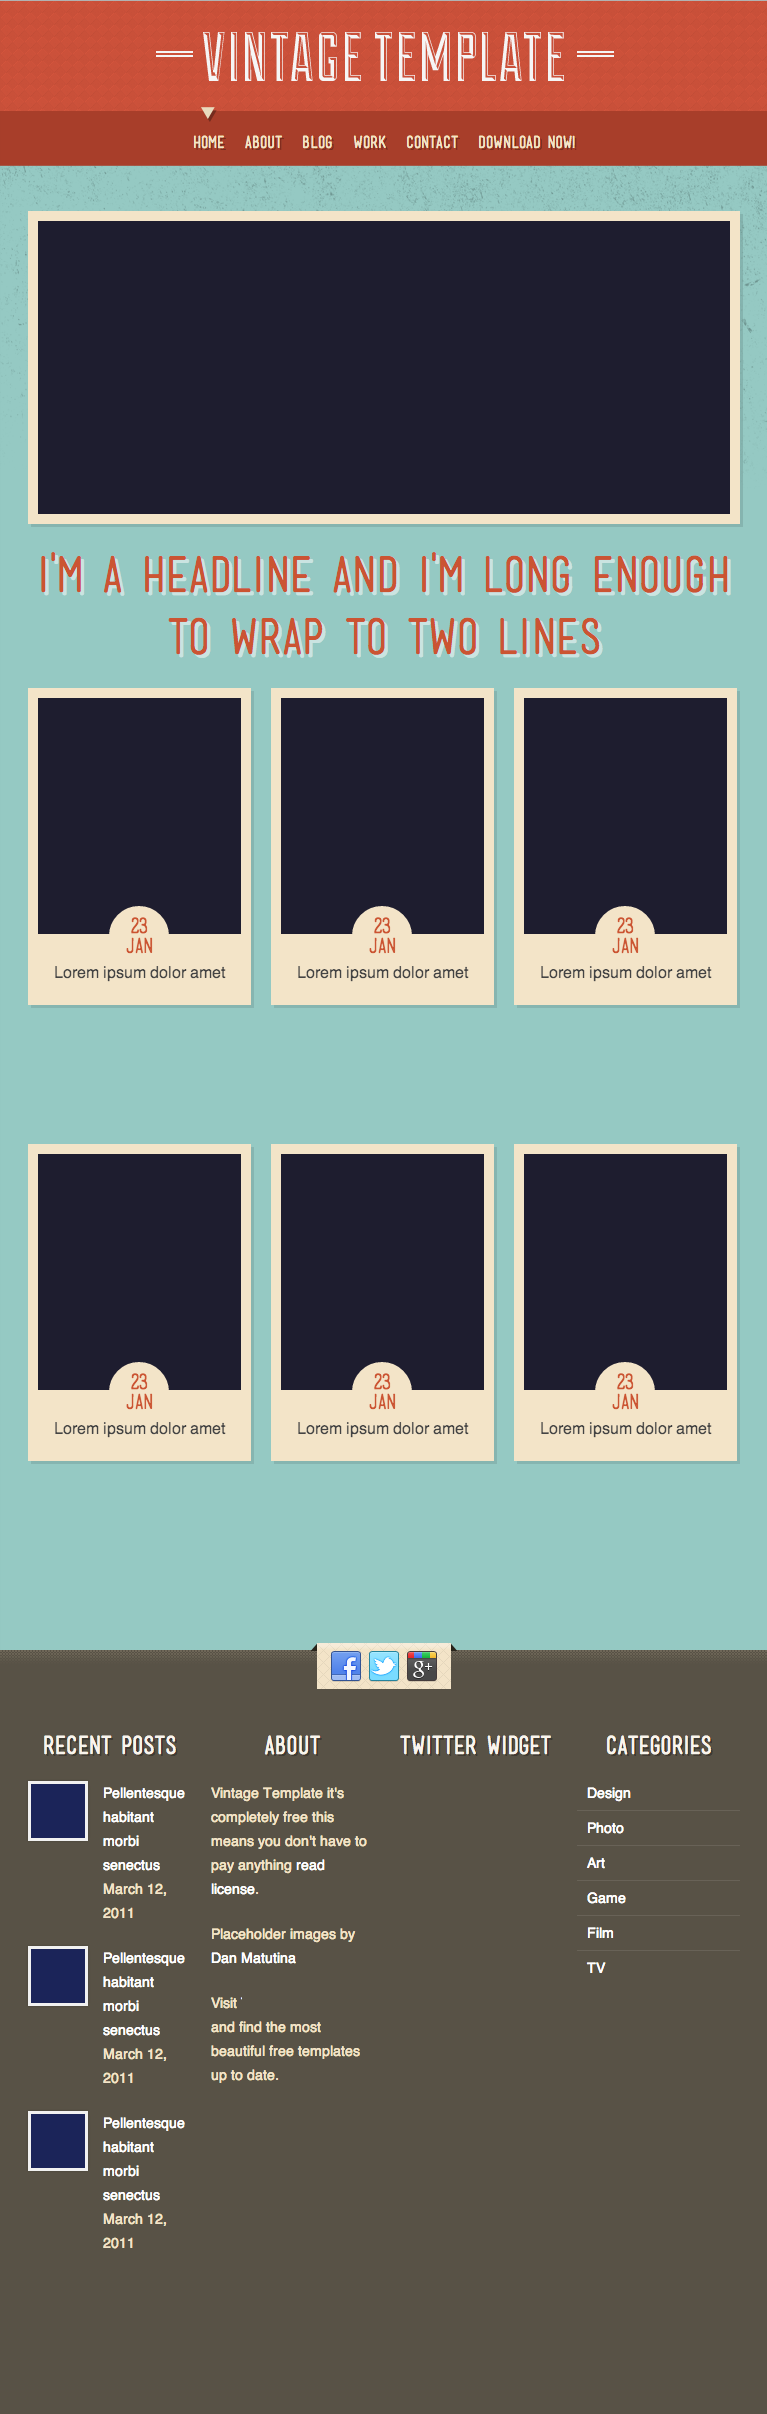 VINTAGE TEMPLATE
HOME ABOUT BLOG WORK CONTACT DOWNLOAD NOW!
I'M A HEADLINE AND I'M LONG ENOUGH
TO WRAP TO TWO LINES
23
JAN
Lorem ipsum dolor amet
23
JAN
Lorem ipsum dolor amet
23
JAN
Lorem ipsum dolor amet
23
JAN
Lorem ipsum dolor amet
23
JAN
Lorem ipsum dolor amet
23
JAN
Lorem ipsum dolor amet
f
g+
RECENT POSTS
Pellentesque
habitant
morbi
senectus
March 12,
2011
Pellentesque
habitant
morbi
senectus
March 12,
2011
Pellentesque
habitant
morbi
senectus
March 12,
2011
ABOUT
Vintage Template it's
completely free this
means you don't have to
pay anything read
license.
Placeholder images by
Dan Matutina
Visit '
and find the most
beautiful free templates
up to date.
TWITTER WIDGET
CATEGORIES
Design
Photo
Art
Game
Film
TV